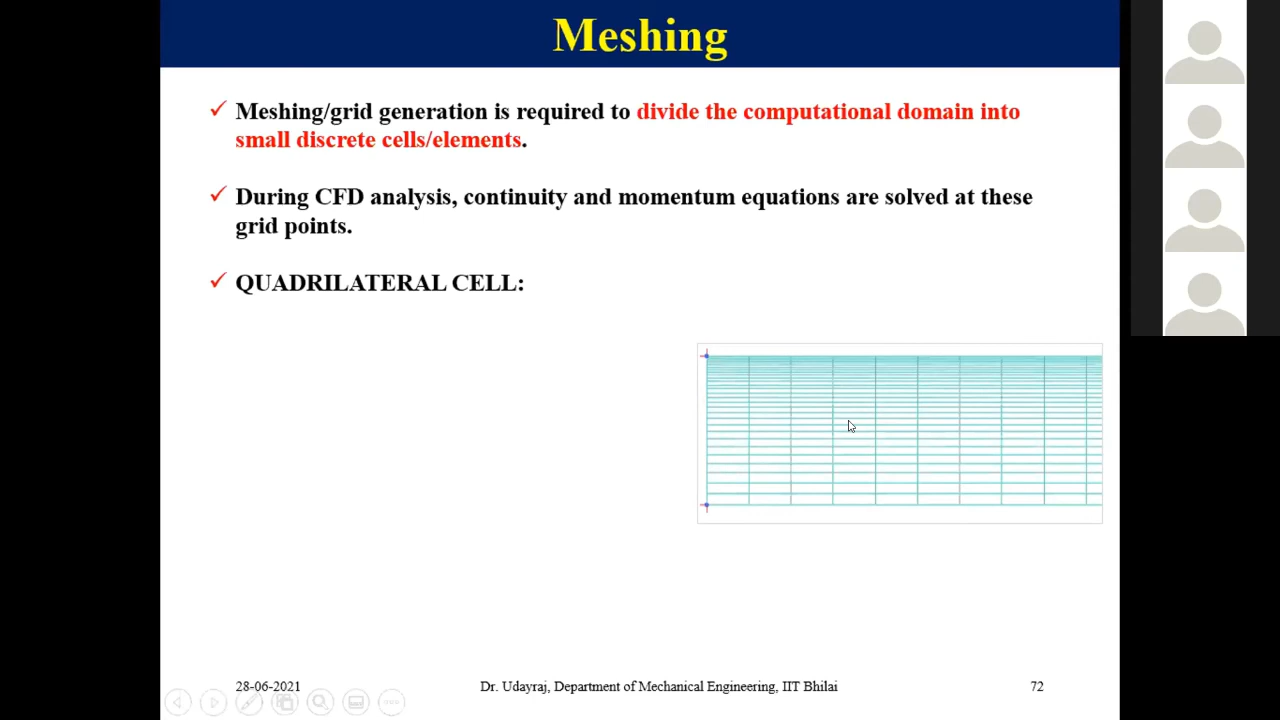 Meshing
Meshing/grid generation is required to divide the computational domain into
small discrete cells/elements.
During CFD analysis, continuity and momentum equations are solved at these
grid points.
QUADRILATERAL CELL:
28-06-2021
Dr. Udayraj, Department of Mechanical Engineering, IIT Bhilai
72